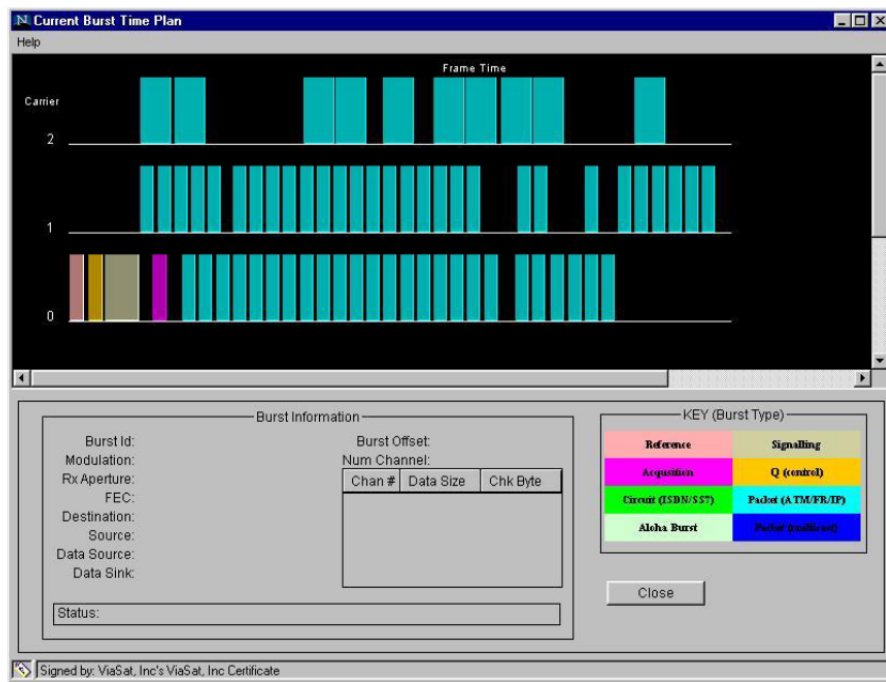 Current Burst Time Plan
Help
Frame Time
Carrier
2
1
0
Burst Information
Burst Id:
Modulation:
Rx Aperture:
FEC:
Destination:
Source:
Data Source:
Data Sink:
Burst Offset:
Num Channel:
Chan # Data Size Chk Byte
Status:
KEY (Burst Type)
Reference Signalling
Acqusition Q (control)
Circuit (ISDN/SS7) Packet (ATM/FR/IP)
Aloha Burst Packet (multicast)
Close
Signed by: ViaSat, Inc's ViaSat, Inc Certificate